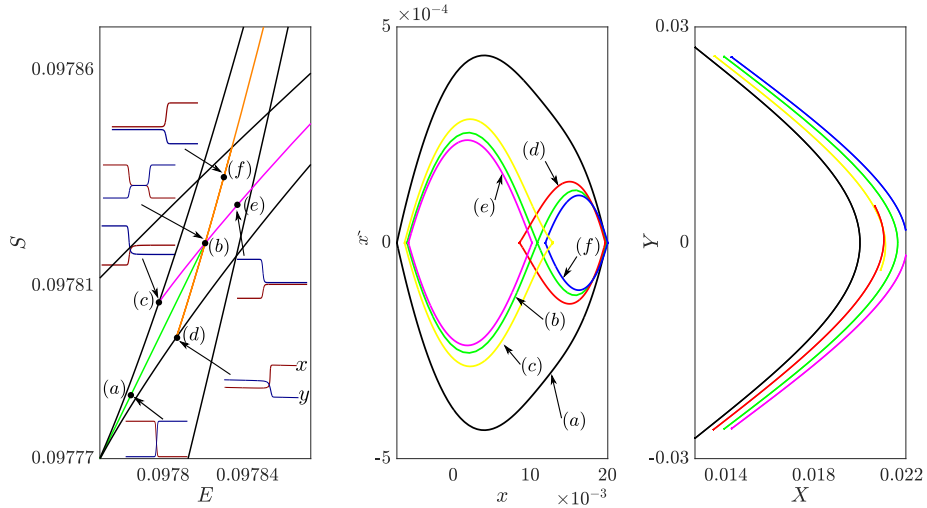 0.09786
0.09781
0.09777
S
0.0978
0.09784
E
(a)
(b)
(c)
(d)
(e)
(f)
x
y
×10⁻⁴
5
0
-5
ẋ
0
10
20
×10⁻³
x
(a)
(b)
(c)
(d)
(e)
(f)
0.03
0
-0.03
Y
0.014
0.018
0.022
X